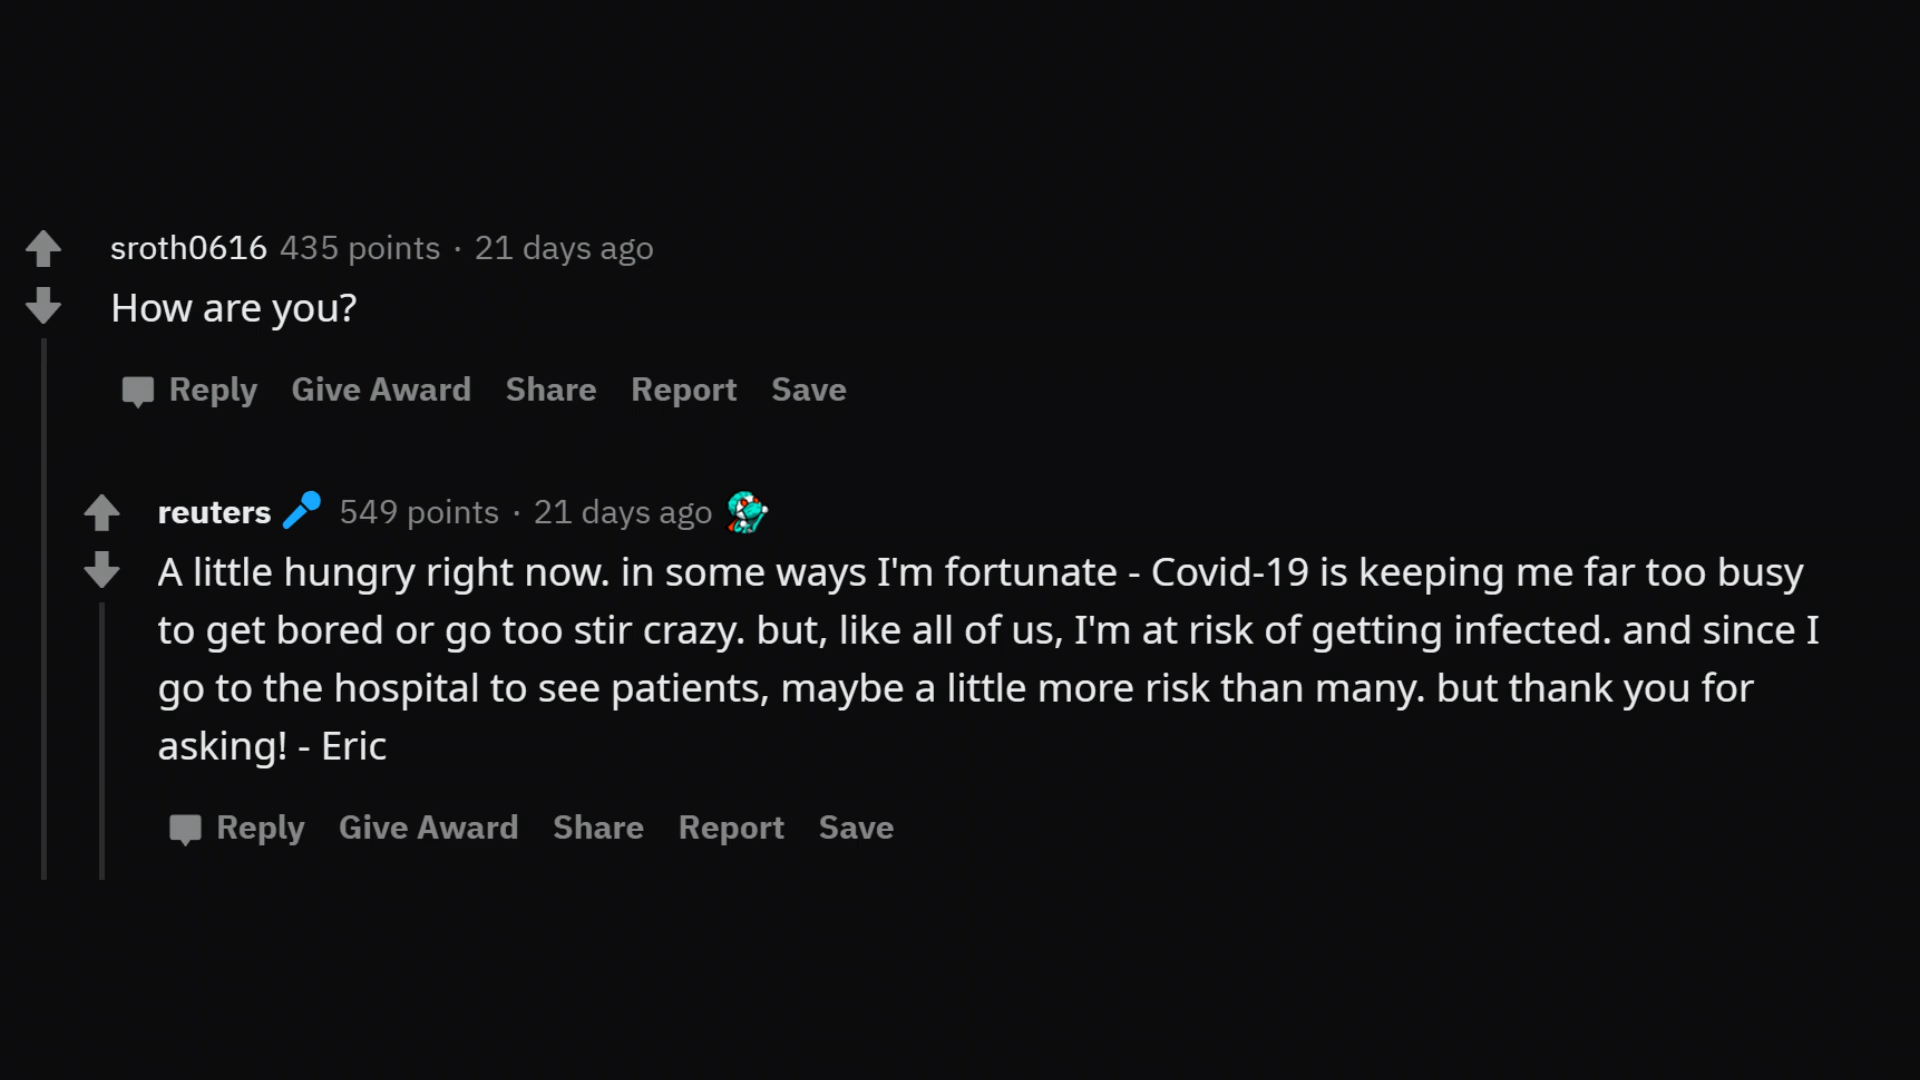 sroth0616 435 points · 21 days ago
How are you?
Reply Give Award Share Report Save
reuters 549 points · 21 days ago
A little hungry right now. in some ways I'm fortunate - Covid-19 is keeping me far too busy
to get bored or go too stir crazy. but, like all of us, I'm at risk of getting infected. and since I
go to the hospital to see patients, maybe a little more risk than many. but thank you for
asking! - Eric
Reply Give Award Share Report Save